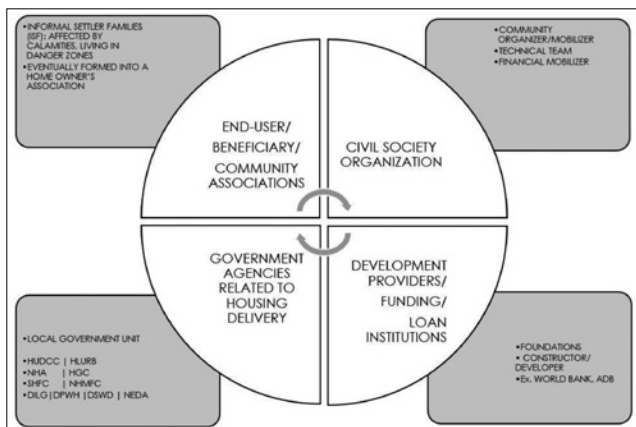 •INFORMAL SETTLER FAMILIES
(ISF): AFFECTED BY
CALAMITIES, LIVING IN
DANGER ZONES
•EVENTUALLY FORMED INTO A
HOME OWNER'S
ASSOCIATION
•COMMUNITY
ORGANIZER/MOBILIZER
•TECHNICAL TEAM
•FINANCIAL MOBILIZER
END-USER/
BENEFICIARY/
COMMUNITY
ASSOCIATIONS
CIVIL SOCIETY
ORGANIZATION
GOVERNMENT
AGENCIES
RELATED TO
HOUSING
DELIVERY
DEVELOPMENT
PROVIDERS/
FUNDING/
LOAN
INSTITUTIONS
•LOCAL GOVERNMENT UNIT
•HUDCC | HLURB
•NHA | HGC
•SHFC | NHMFC
•DILG|DPWH |DSWD | NEDA
•FOUNDATIONS
• CONSTRUCTOR/
DEVELOPER
•Ex. WORLD BANK, ADB